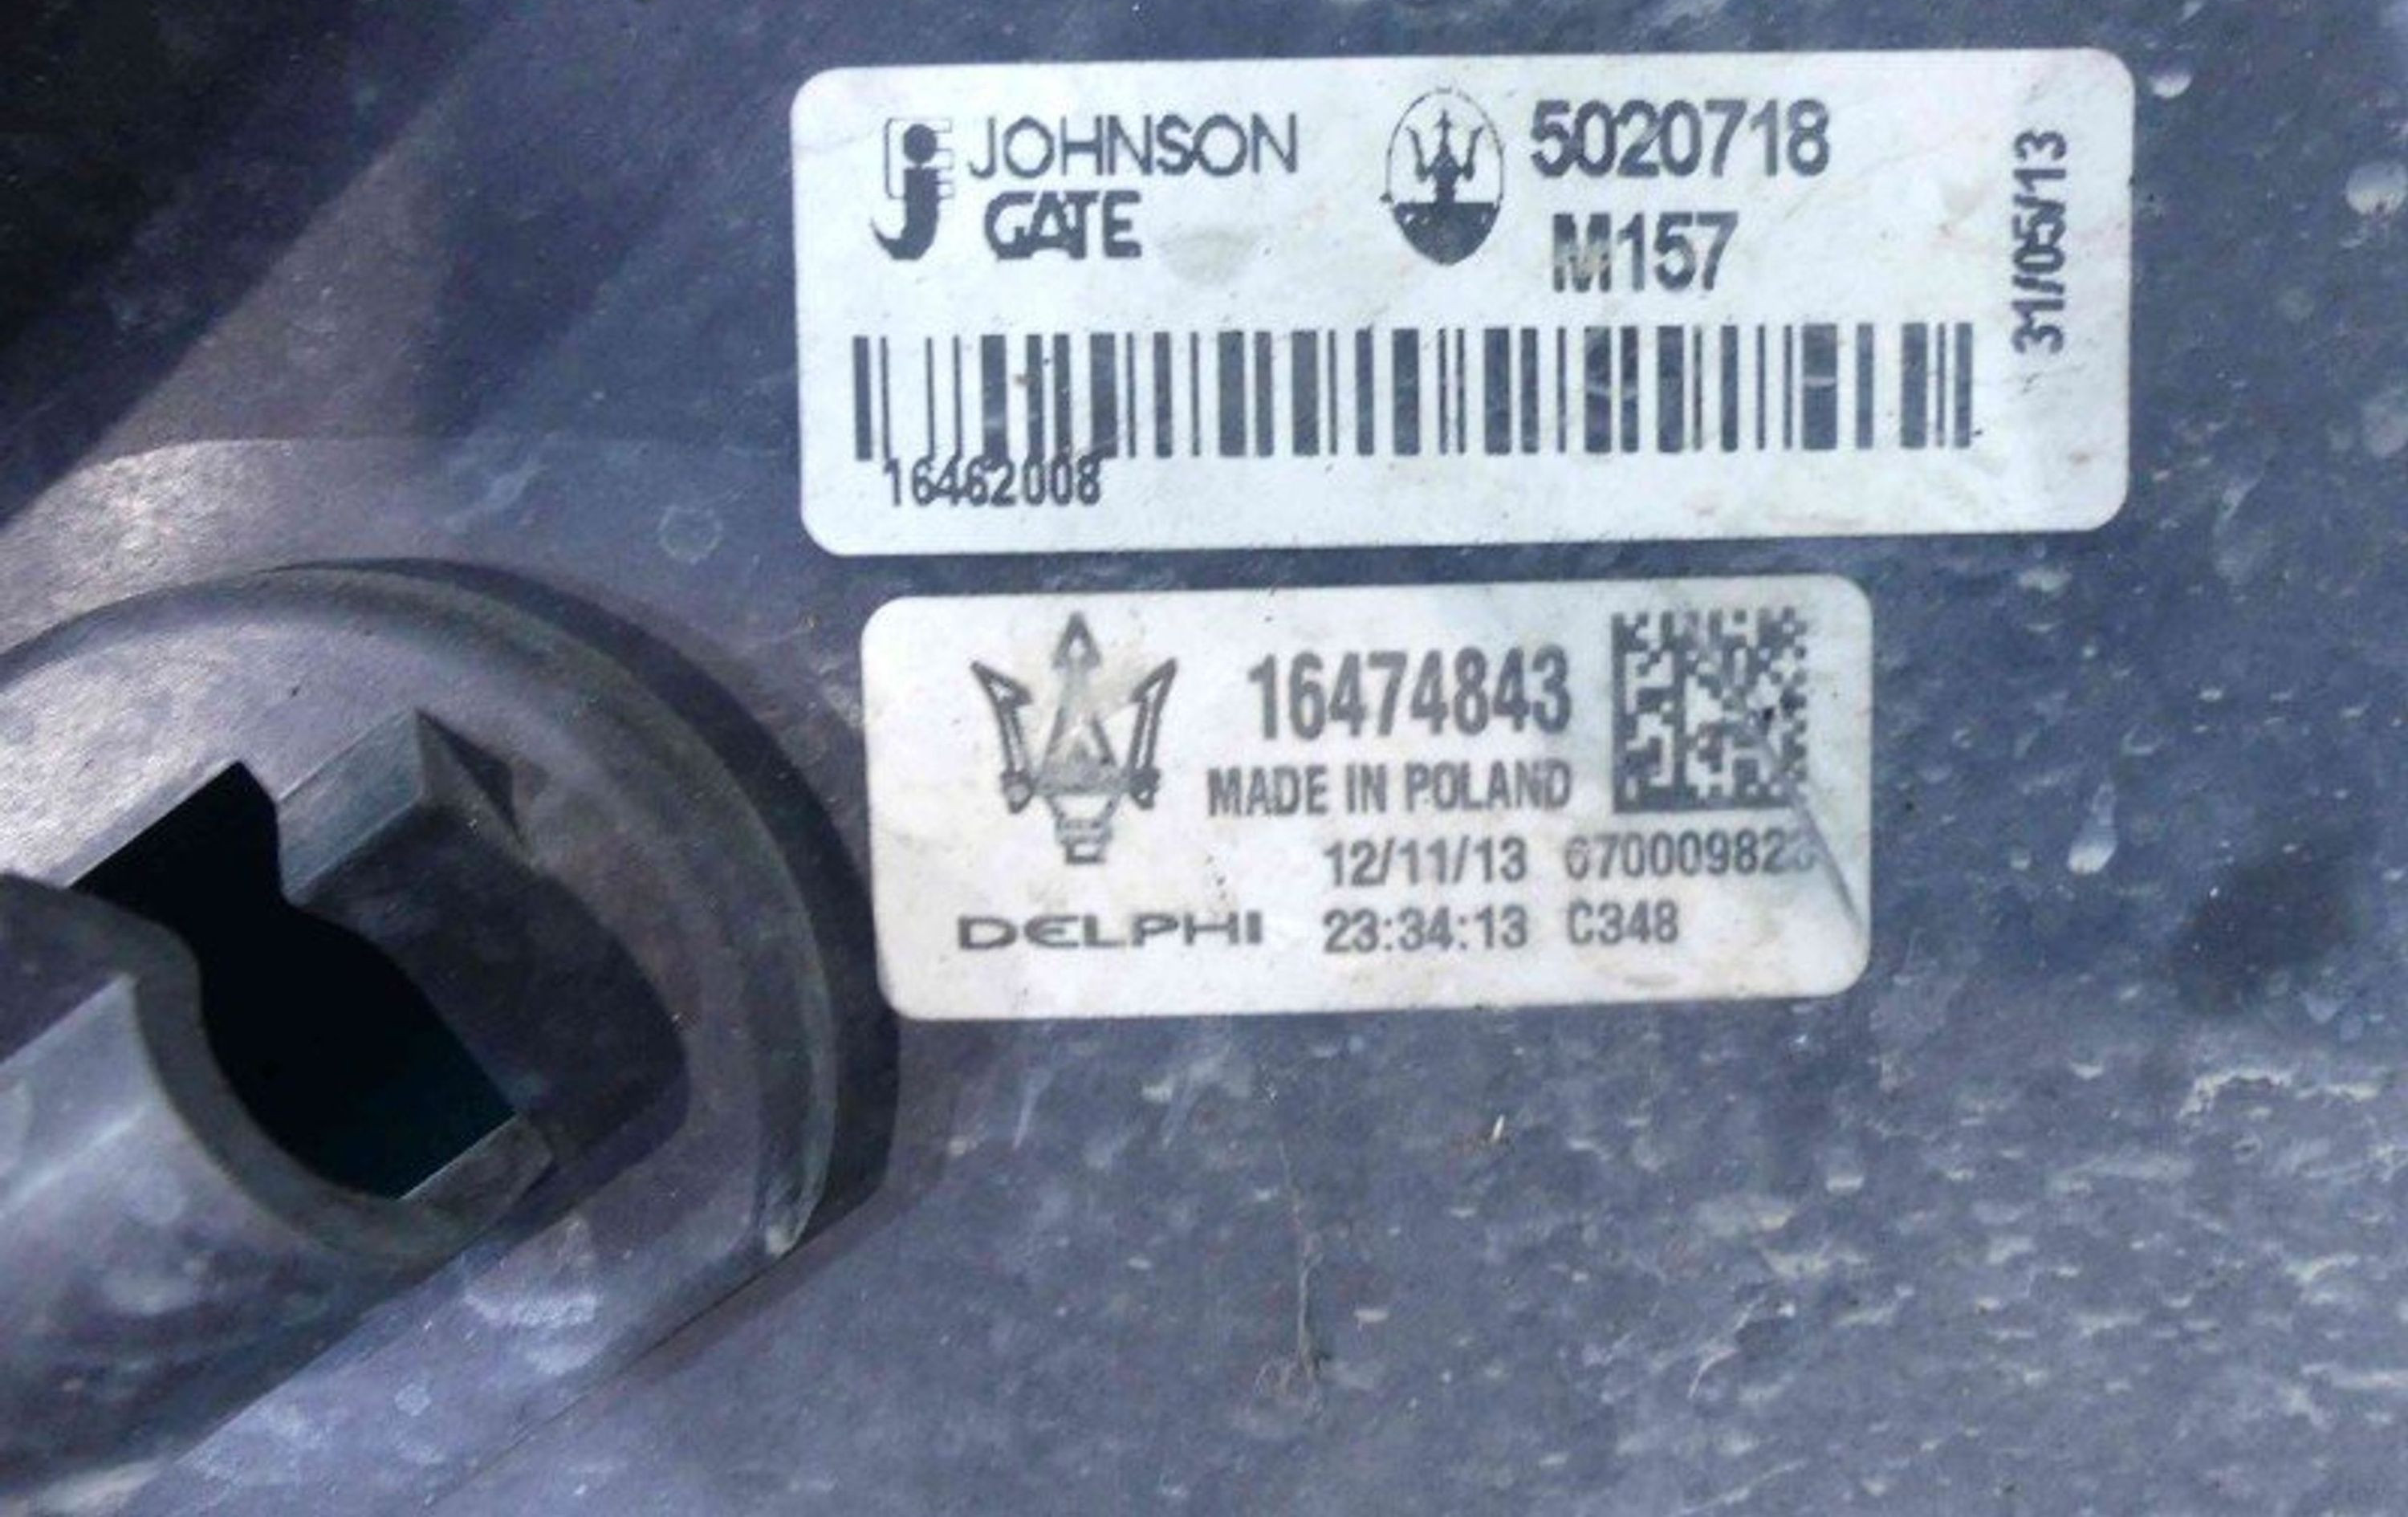 JOHNSON
GATE
5020718
M157
31/05/13
16462008
16474843
MADE IN POLAND
12/11/13
DELPHI 23:34:13 C348